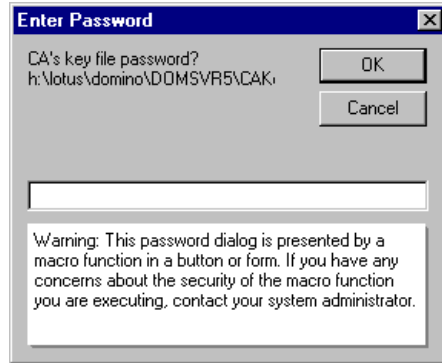 Enter Password
CA's key file password?
h:\lotus\domino\DOMSVR5\CAK
OK
Cancel
Warning: This password dialog is presented by a
macro function in a button or form. If you have any
concerns about the security of the macro function
you are executing, contact your system administrator.